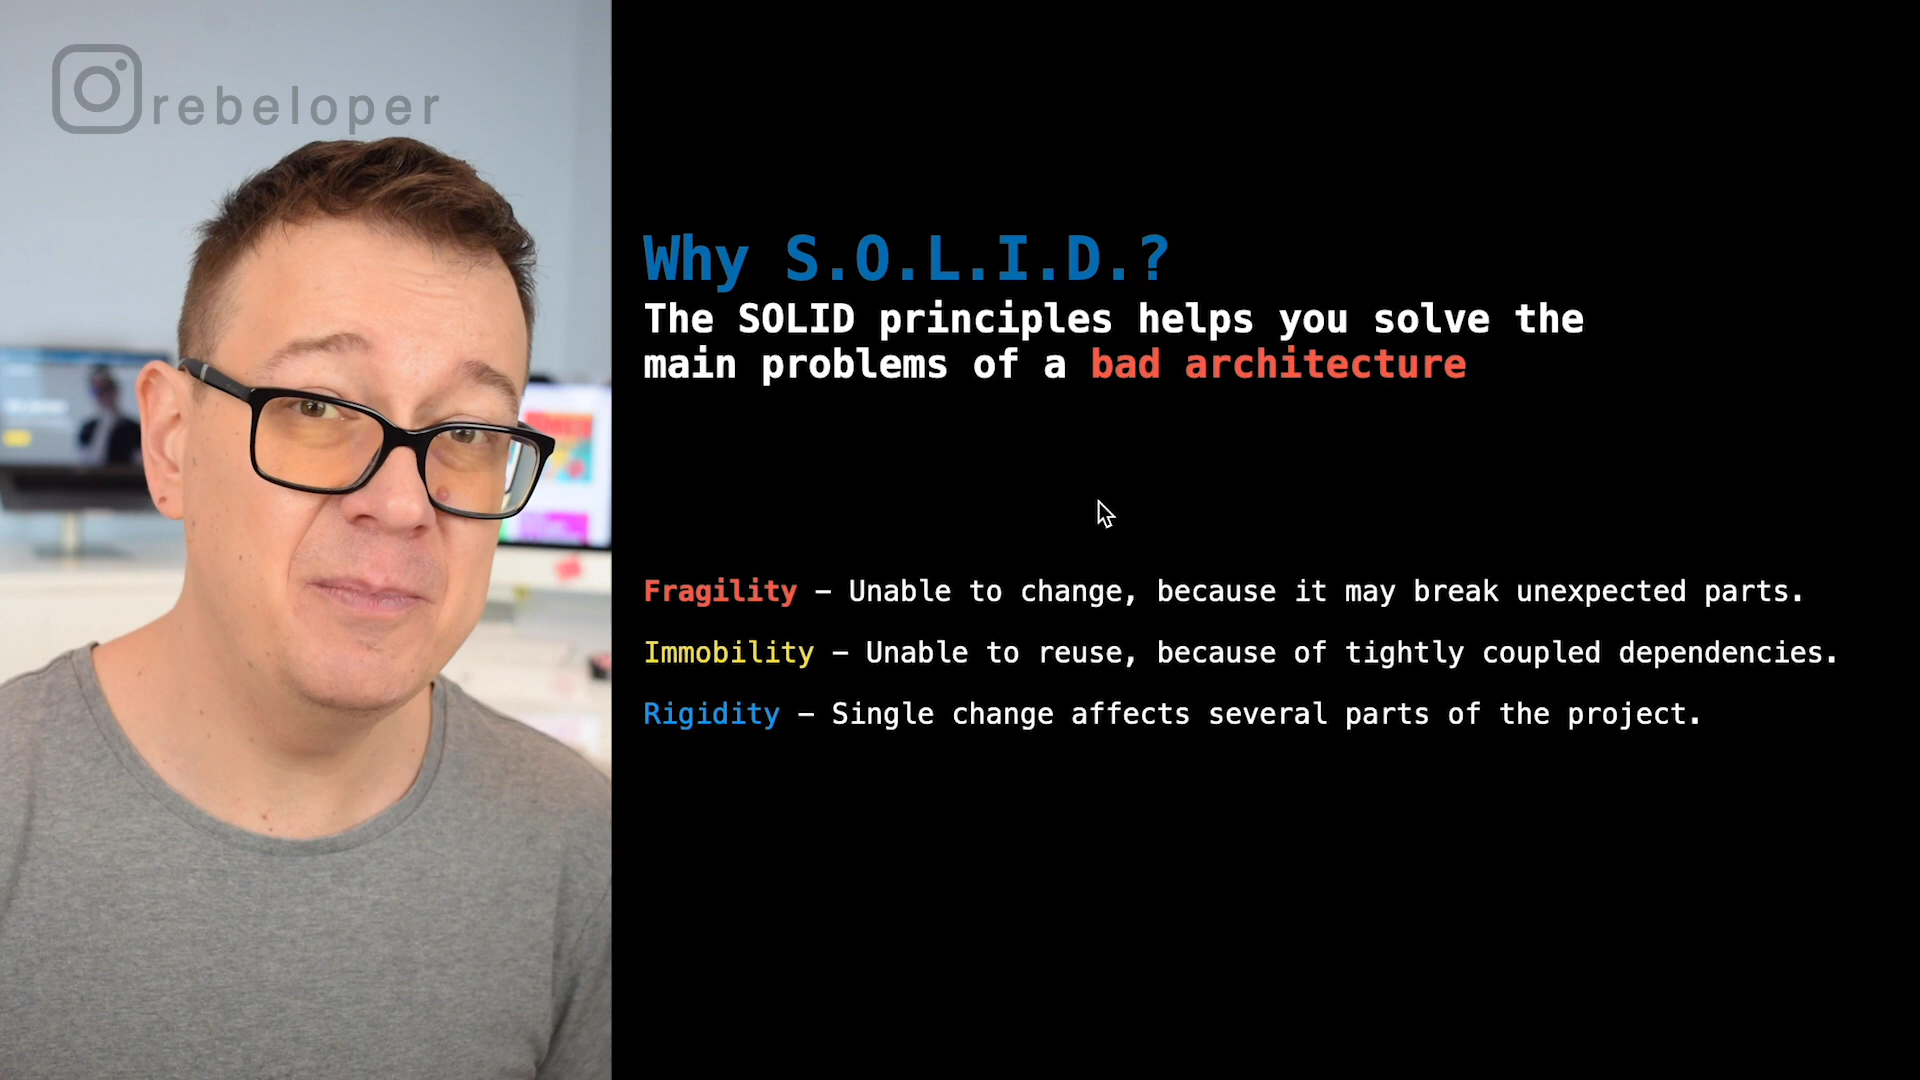 rebeloper
Why S.O.L.I.D.?
The SOLID principles helps you solve the
main problems of a bad architecture
Fragility – Unable to change, because it may break unexpected parts.
Immobility – Unable to reuse, because of tightly coupled dependencies.
Rigidity – Single change affects several parts of the project.